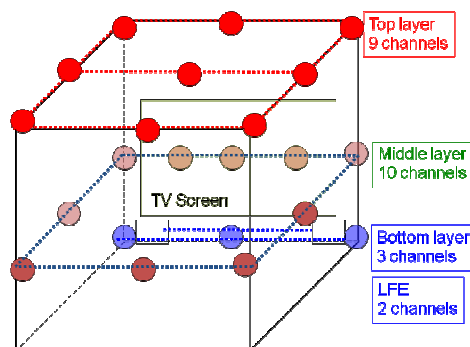 Top layer
9 channels
Middle layer
10 channels
TV Screen
Bottom layer
3 channels
LFE
2 channels